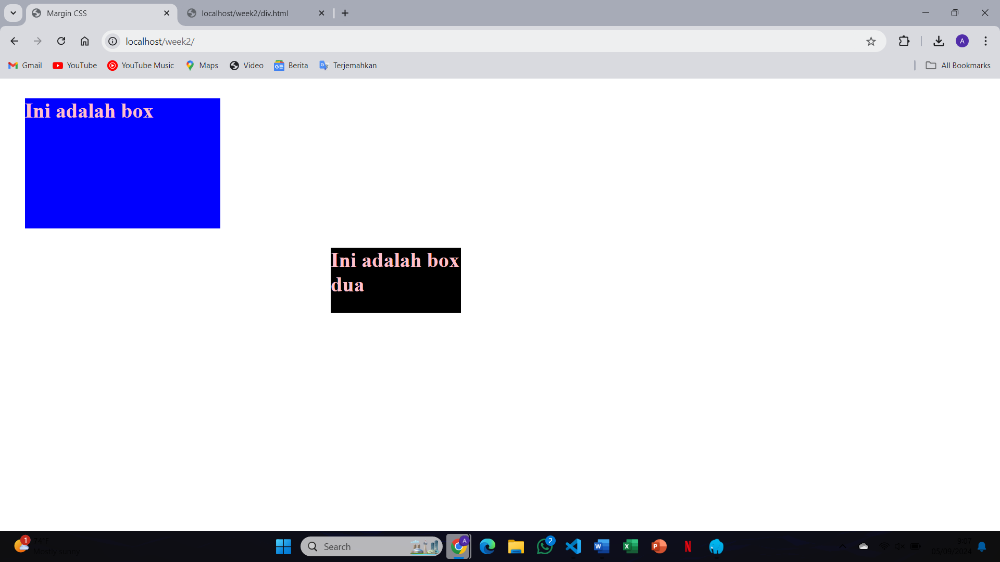 Margin CSS
localhost/week2/div.html
localhost/week2/
A
Gmail
YouTube
YouTube Music
Maps
Video
Berita
Terjemahkan
All Bookmarks
Ini adalah box
Ini adalah box
dua
1
74°F
Mostly sunny
Search
A
2
W
X
P
N
9:07
05/09/2024